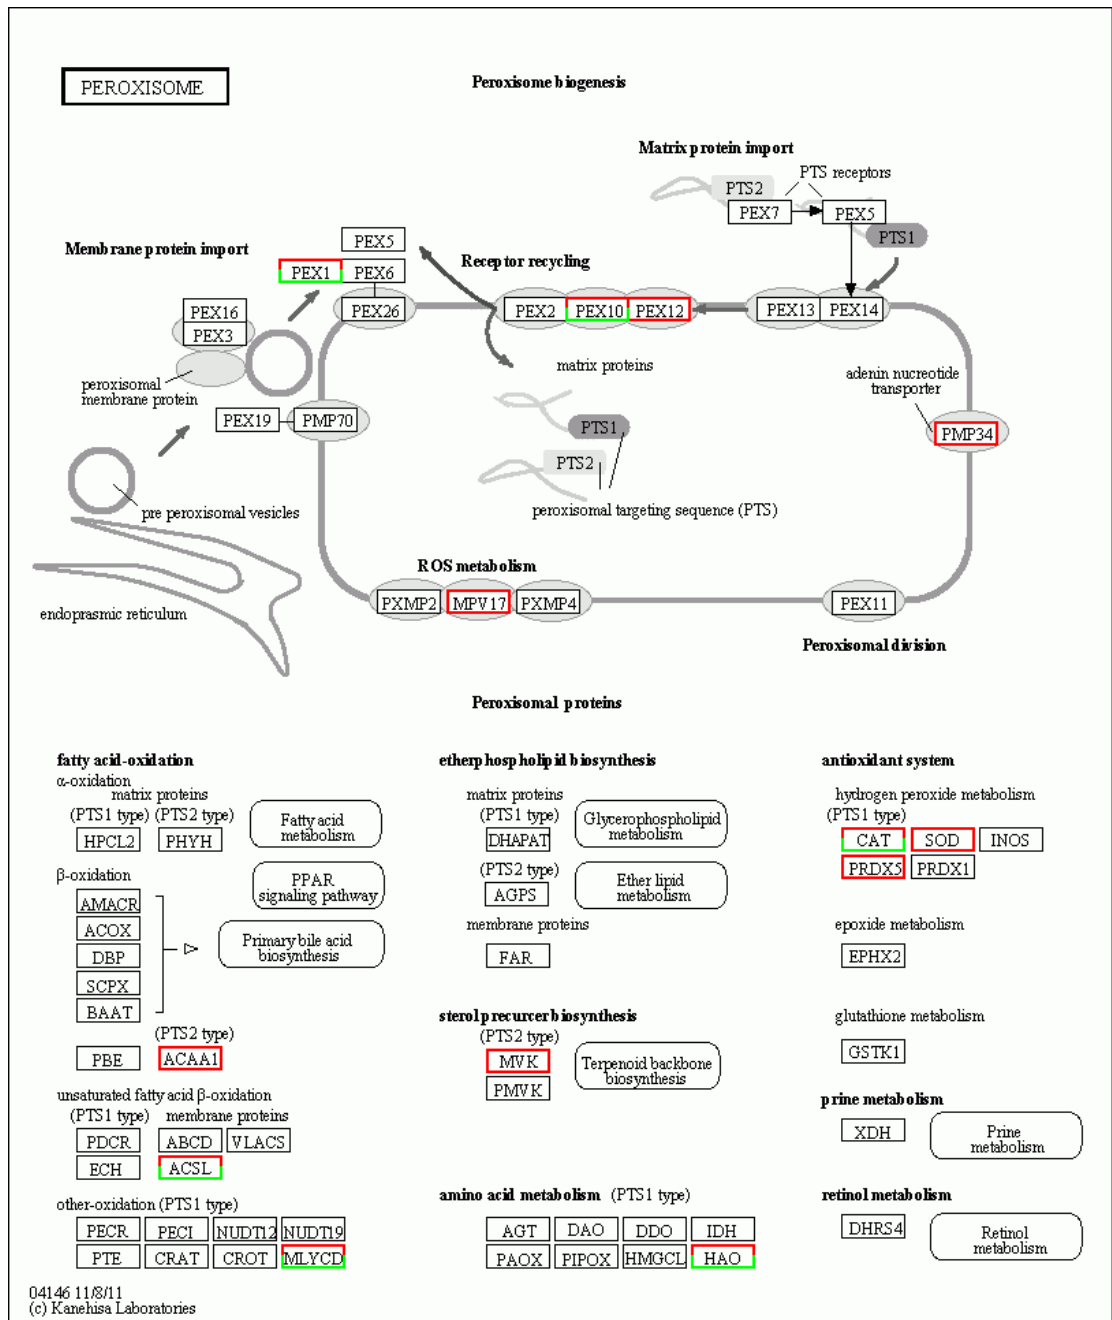 PEROXISOME
Peroxisome biogenesis
Matrix protein import
PTS receptors
PTS2
PEX7
PEX5
PTS1
Membrane protein import
PEX5
PEX1
PEX6
PEX26
Receptor recycling
PEX2
PEX10
PEX12
PEX13
PEX14
PEX16
PEX3
peroxisomal
membrane protein
matrix proteins
adenin nucreotide
transporter
PEX19
PMP70
PTS1
PMP34
PTS2
pre peroxisomal vesicles
peroxisomal targeting sequence (PTS)
ROS metabolism
PXMP2
MPV17
PXMP4
PEX11
endoprasmic reticulum
Peroxisomal division
Peroxisomal proteins
fatty acid-oxidation
α-oxidation
matrix proteins
(PTS1 type) (PTS2 type)
HPCL2
PHYH
Fatty acid
metabolism
β-oxidation
PPAR
signaling pathway
AMACR
ACOX
DBP
SCPX
BAAT
Primary bile acid
biosynthesis
(PTS2 type)
PBE
ACAA1
unsaturated fatty acid β-oxidation
(PTS1 type) membrane proteins
PDCR
ABCD
VLACS
ECH
ACSL
other-oxidation (PTS1 type)
PECR
PECI
NUDT12
NUDT19
PTE
CRAT
CROT
MLYCD
etherphospholipid biosynthesis
matrix proteins
(PTS1 type)
DHAPAT
Glycerophospholipid
metabolism
(PTS2 type)
AGPS
Ether lipid
metabolism
membrane proteins
FAR
sterol precurcer biosynthesis
(PTS2 type)
MVK
PMVK
Terpenoid backbone
biosynthesis
amino acid metabolism (PTS1 type)
AGT
DAO
DDO
IDH
PAOX
PIPOX
HMGCL
HAO
antioxidant system
hydrogen peroxide metabolism
(PTS1 type)
CAT
SOD
INOS
PRDX5
PRDX1
epoxide metabolism
EPHX2
glutathione metabolism
GSTK1
prine metabolism
XDH
Prine
metabolism
retinol metabolism
DHRS4
Retinol
metabolism
04146 11/8/11
(c) Kanehisa Laboratories